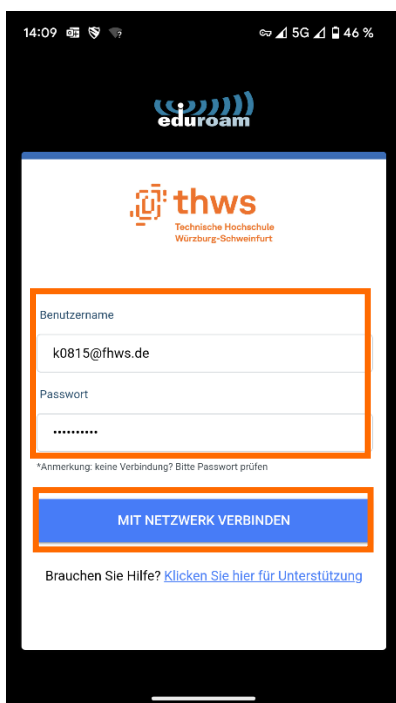 14:09 5G 46 %
eduroam
thws
Technische Hochschule
Würzburg-Schweinfurt
Benutzername
k0815@fhws.de
Passwort
••••••••••
*Anmerkung: keine Verbindung? Bitte Passwort prüfen
MIT NETZWERK VERBINDEN
Brauchen Sie Hilfe? Klicken Sie hier für Unterstützung